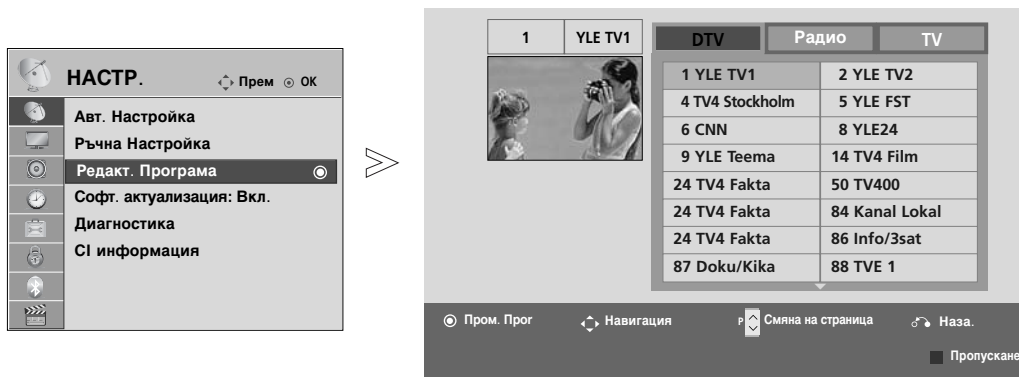 НАСТР.
Прем ОК
Авт. Настройка
Ръчна Настройка
Редакт. Програма
Софт. актуализация: Вкл.
Диагностика
CI информация
1 YLE TV1
DTV Радио TV
1 YLE TV1 2 YLE TV2
4 TV4 Stockholm 5 YLE FST
6 CNN 8 YLE24
9 YLE Teema 14 TV4 Film
24 TV4 Fakta 50 TV400
24 TV4 Fakta 84 Kanal Lokal
24 TV4 Fakta 86 Info/3sat
87 Doku/Kika 88 TVE 1
Пром. Прог Навигация P Смяна на страница Наза.
Пропускане